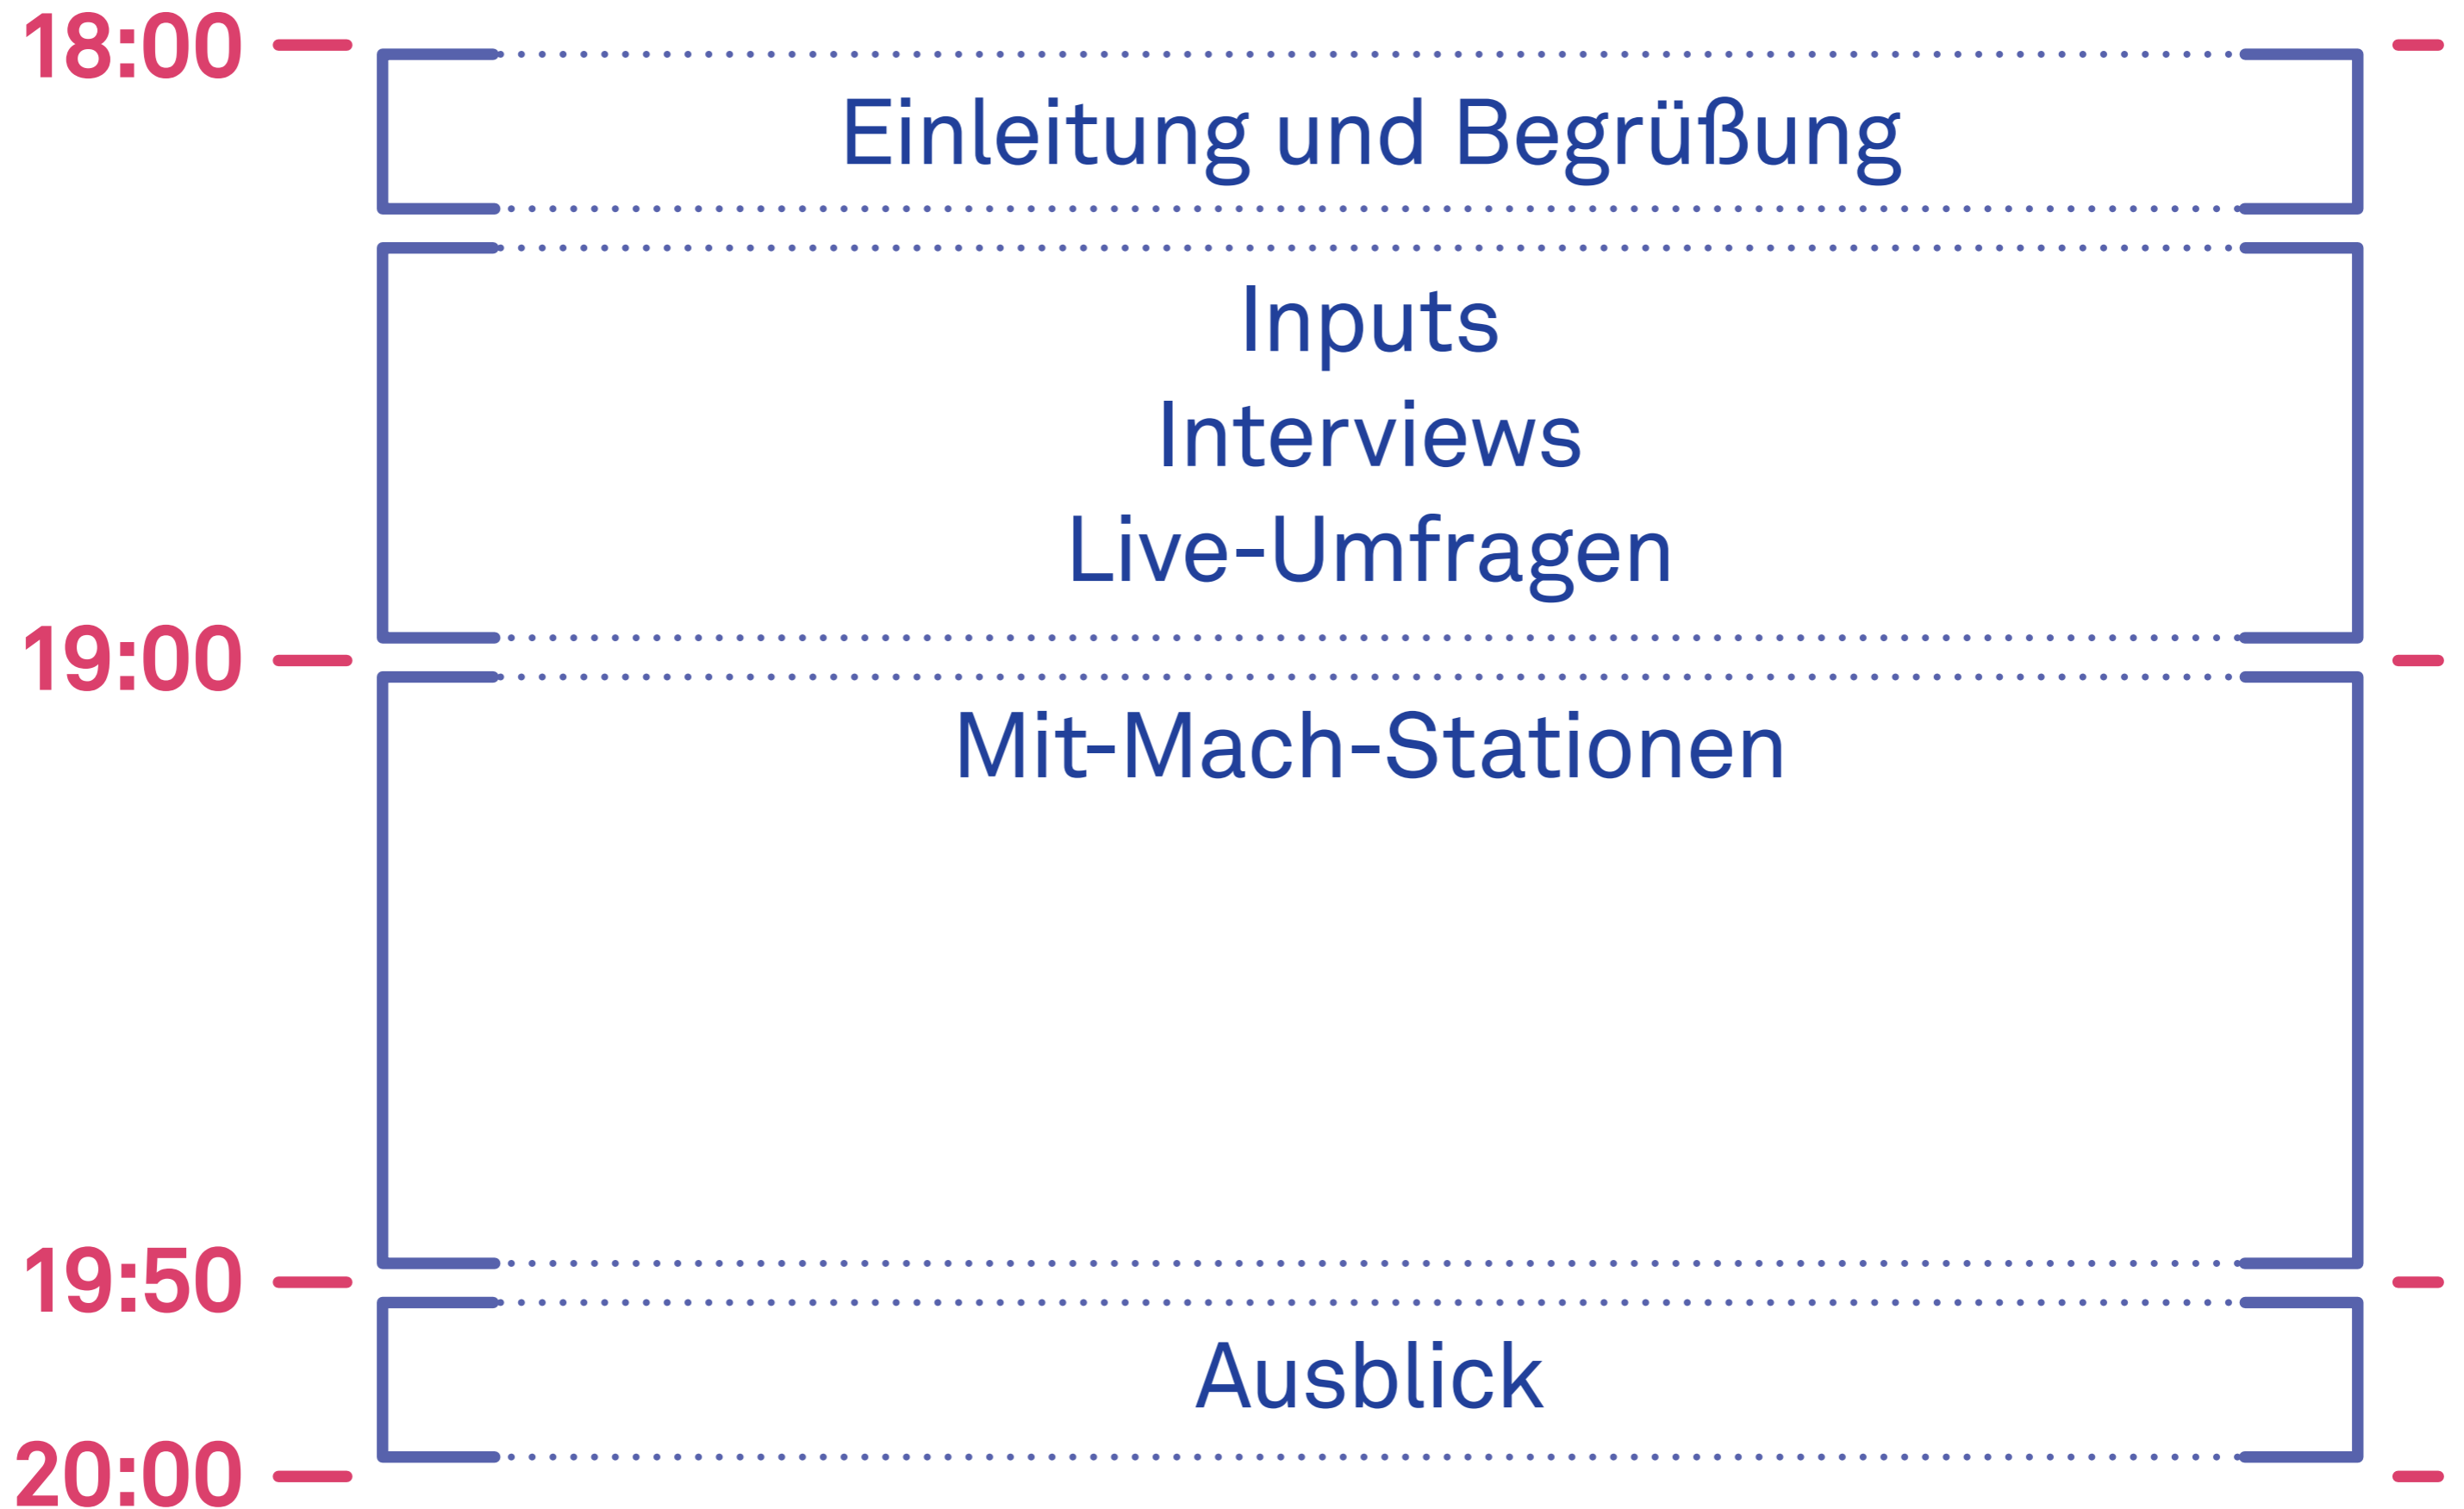 18:00
Einleitung und Begrüßung
Inputs
Interviews
Live-Umfragen
19:00
Mit-Mach-Stationen
19:50
Ausblick
20:00